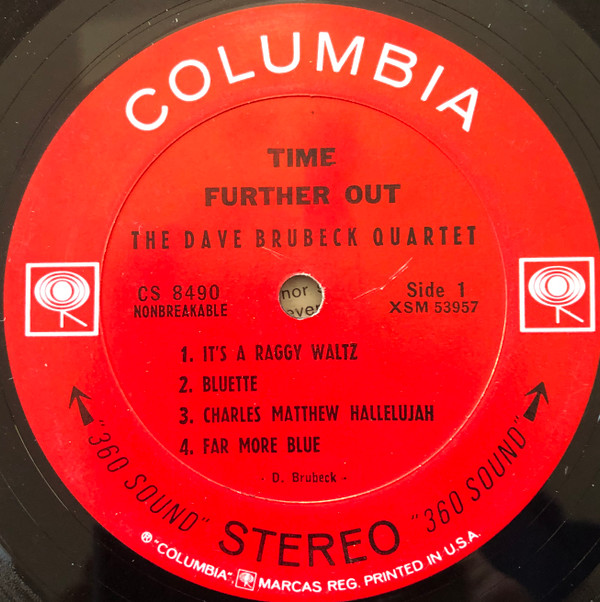 COLUMBIA
TIME
FURTHER OUT
THE DAVE BRUBECK QUARTET
CS 8490
NONBREAKABLE
nor
ever
Side 1
XSM 53957
1. IT'S A RAGGY WALTZ
2. BLUETTE
3. CHARLES MATTHEW HALLELUJAH
4. FAR MORE BLUE
- D. Brubeck -
"360 SOUND" STEREO "360 SOUND"
℗ "COLUMBIA", MARCAS REG. PRINTED IN U.S.A.